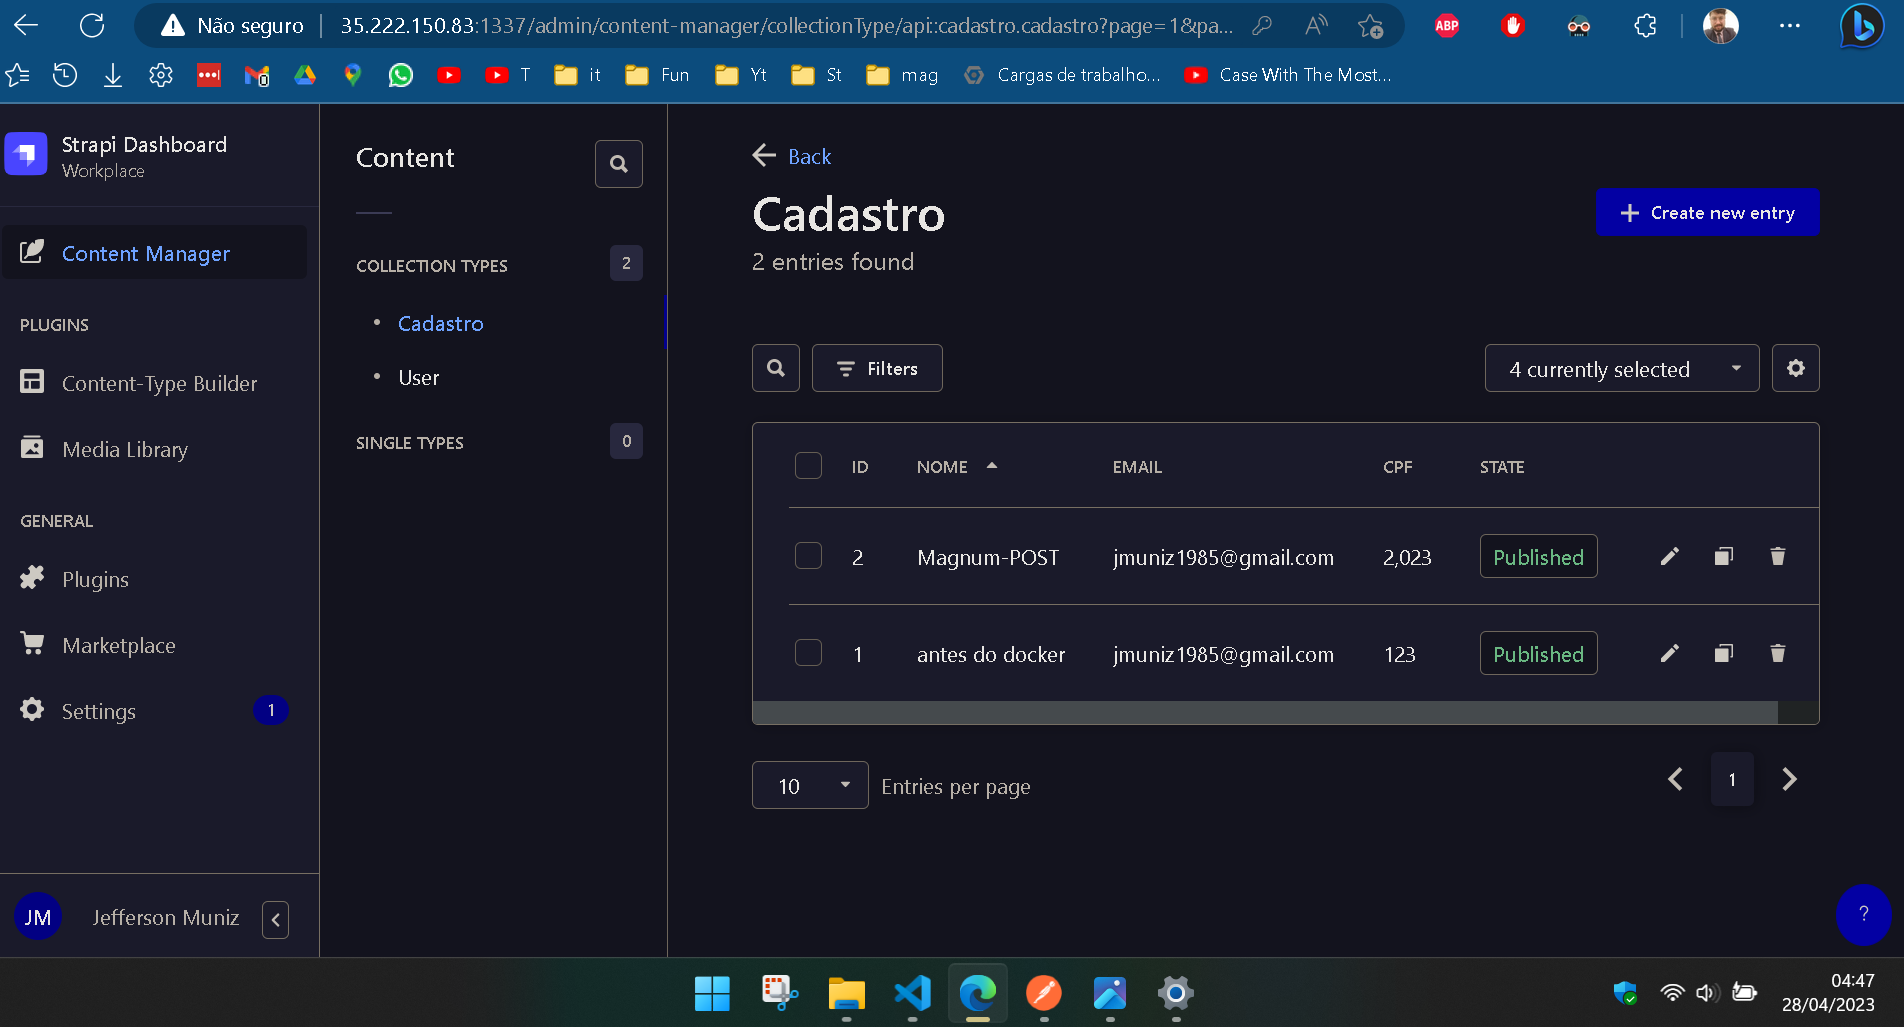 Não seguro
35.222.150.83:1337/admin/content-manager/collectionType/api::cadastro.cadastro?page=1&pa...
ABP
0
T
it
Fun
Yt
St
mag
Cargas de trabalho...
Case With The Most...
Strapi Dashboard
Workplace
Content Manager
PLUGINS
Content-Type Builder
Media Library
GENERAL
Plugins
Marketplace
Settings
1
JM
Jefferson Muniz
Content
COLLECTION TYPES
2
Cadastro
User
SINGLE TYPES
0
Back
Cadastro
2 entries found
Create new entry
Filters
4 currently selected
ID NOME EMAIL CPF STATE
2 Magnum-POST jmuniz1985@gmail.com 2,023 Published
1 antes do docker jmuniz1985@gmail.com 123 Published
10
Entries per page
1
?
04:47
28/04/2023